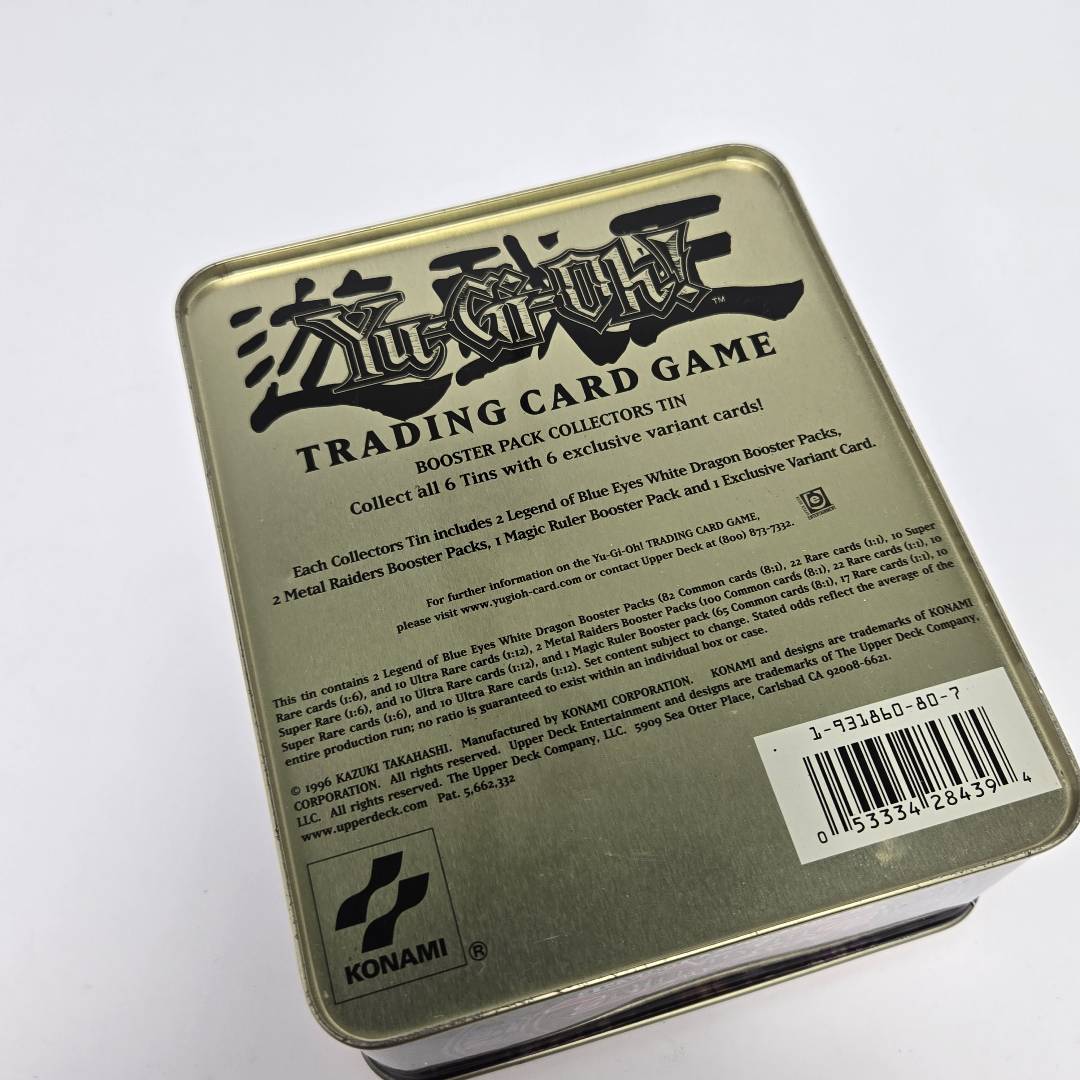 Yu-Gi-Oh! ™
TRADING CARD GAME
BOOSTER PACK COLLECTORS TIN
Collect all 6 Tins with 6 exclusive variant cards!
Each Collectors Tin includes 2 Legend of Blue Eyes White Dragon Booster Packs,
2 Metal Raiders Booster Packs, 1 Magic Ruler Booster Pack and 1 Exclusive Variant Card.
For further information on the Yu-Gi-Oh! TRADING CARD GAME,
please visit www.yugioh-card.com or contact Upper Deck at (800) 873-7332.
This tin contains 2 Legend of Blue Eyes White Dragon Booster Packs (82 Common cards (8:1), 22 Rare cards (1:1), 10 Super
Rare cards (1:6), and 10 Ultra Rare cards (1:12), 2 Metal Raiders Booster Packs (100 Common cards (8:1), 22 Rare cards (1:1), 10
Super Rare (1:6), and 10 Ultra Rare cards (1:12), and 1 Magic Ruler Booster pack (65 Common cards (8:1), 17 Rare cards (1:1), 10
Super Rare cards (1:6), and 10 Ultra Rare cards (1:12). Set content subject to change. Stated odds reflect the average of the
entire production run; no ratio is guaranteed to exist within an individual box or case.
© 1996 KAZUKI TAKAHASHI. Manufactured by KONAMI CORPORATION. KONAMI and designs are trademarks of KONAMI
CORPORATION. All rights reserved. Upper Deck Entertainment and designs are trademarks of The Upper Deck Company,
LLC. All rights reserved. The Upper Deck Company, LLC. 5909 Sea Otter Place, Carlsbad CA 92008-6621.
www.upperdeck.com Pat. 5,662,332
1-931860-80-7
0 53334 28439 4
KONAMI ®